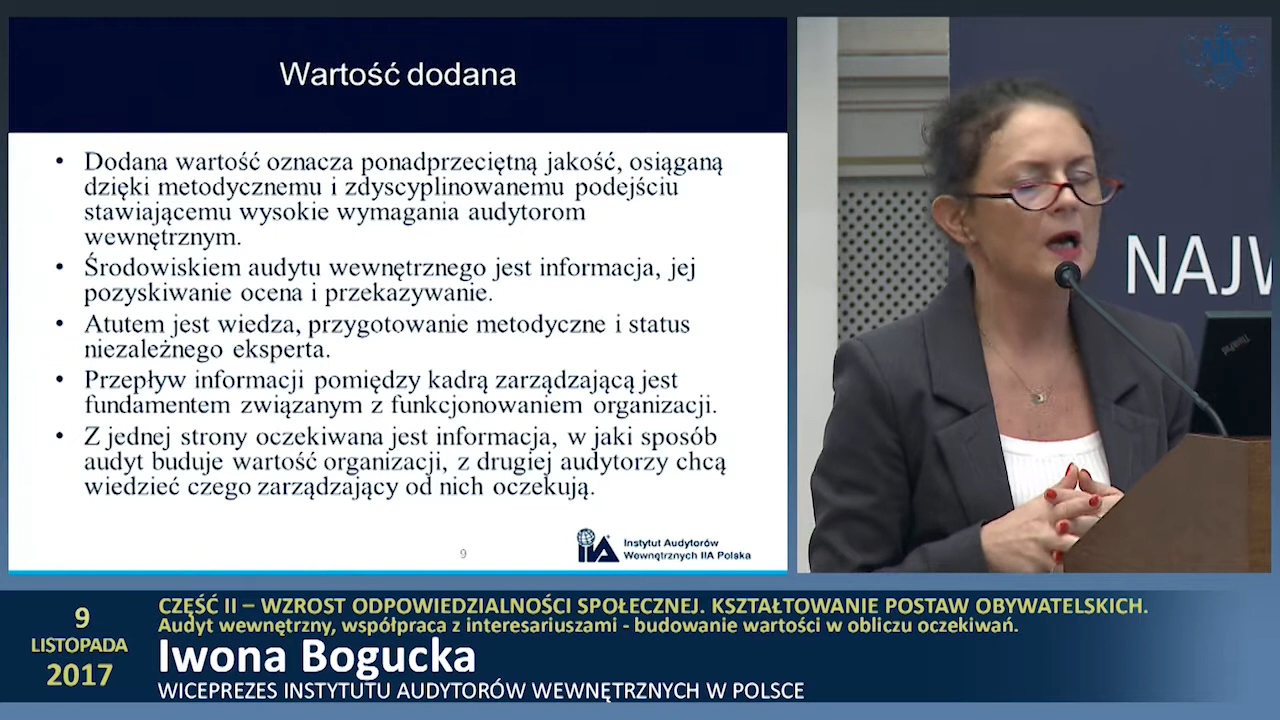 Wartość dodana
• Dodana wartość oznacza ponadprzeciętną jakość, osiąganą
dzięki metodycznemu i zdyscyplinowanemu podejściu
stawiającemu wysokie wymagania audytorom
wewnętrznym.
• Środowiskiem audytu wewnętrznego jest informacja, jej
pozyskiwanie ocena i przekazywanie.
• Atutem jest wiedza, przygotowanie metodyczne i status
niezależnego eksperta.
• Przepływ informacji pomiędzy kadrą zarządzającą jest
fundamentem związanym z funkcjonowaniem organizacji.
• Z jednej strony oczekiwana jest informacja, w jaki sposób
audyt buduje wartość organizacji, z drugiej audytorzy chcą
wiedzieć czego zarządzający od nich oczekują.
9
IIA
Instytut Audytorów
Wewnętrznych IIA Polska
NAJW
ThinkPad
9
LISTOPADA
2017
CZĘŚĆ II – WZROST ODPOWIEDZIALNOŚCI SPOŁECZNEJ. KSZTAŁTOWANIE POSTAW OBYWATELSKICH.
Audyt wewnętrzny, współpraca z interesariuszami - budowanie wartości w obliczu oczekiwań.
Iwona Bogucka
WICEPREZES INSTYTUTU AUDYTORÓW WEWNĘTRZNYCH W POLSCE